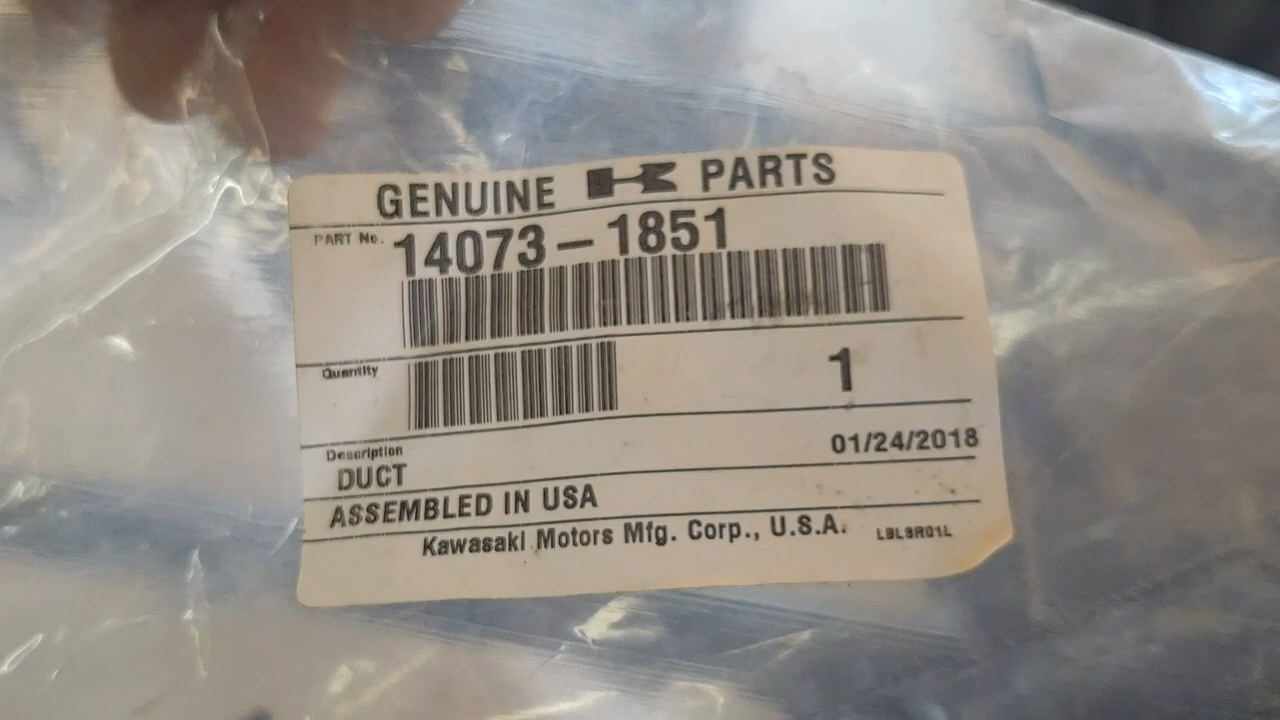 GENUINE K PARTS
PART No. 14073-1851
Quantity 1
Description 01/24/2018
DUCT
ASSEMBLED IN USA
Kawasaki Motors Mfg. Corp., U.S.A. LBLSR01L